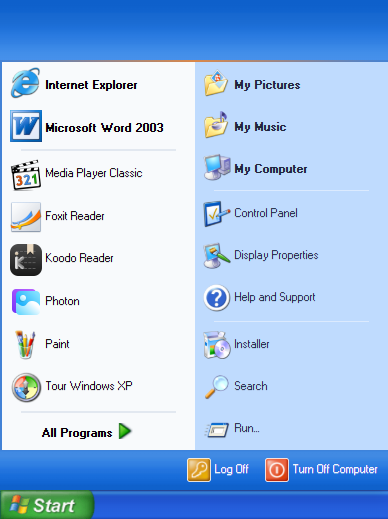 Internet Explorer
Microsoft Word 2003
321
Media Player Classic
Foxit Reader
Koodo Reader
Photon
Paint
Tour Windows XP
All Programs
My Pictures
My Music
My Computer
Control Panel
Display Properties
Help and Support
Installer
Search
Run...
Log Off
Turn Off Computer
Start